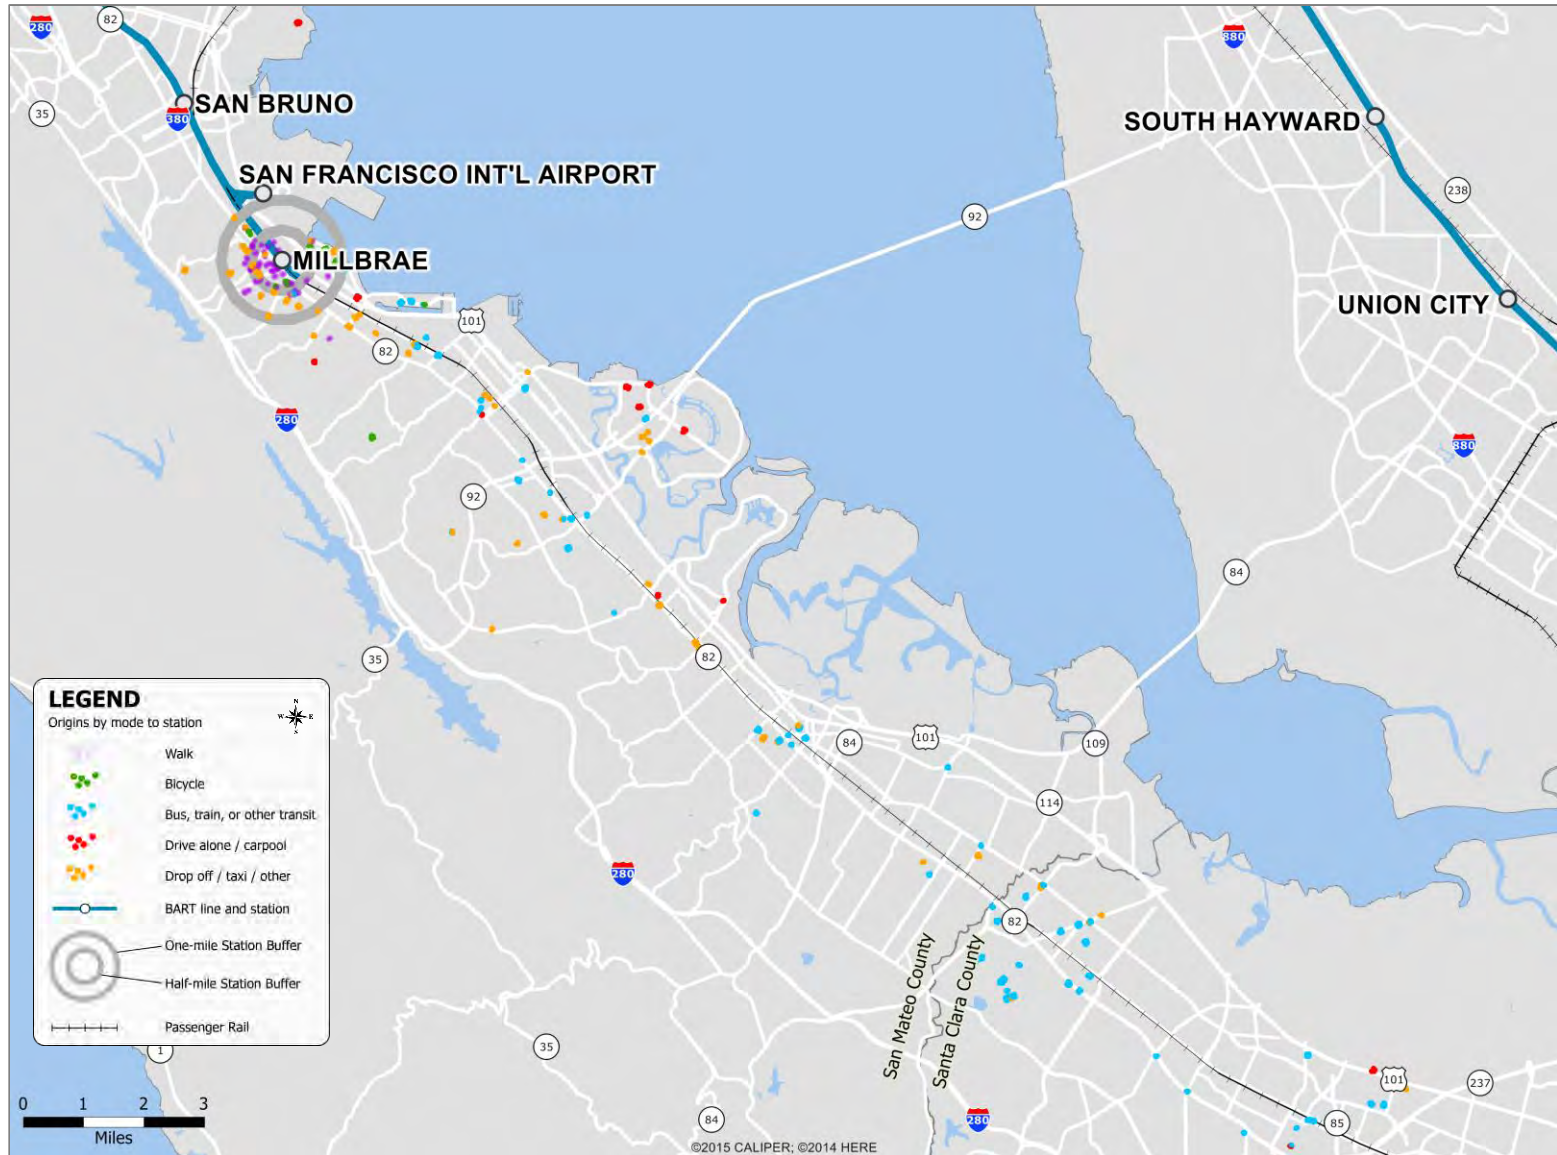 280
82
880
SAN BRUNO
35
380
SOUTH HAYWARD
SAN FRANCISCO INT'L AIRPORT
238
92
MILLBRAE
UNION CITY
101
82
280
880
92
84
35
82
LEGEND
Origins by mode to station
N
W E
S
Walk
Bicycle
Bus, train, or other transit
Drive alone / carpool
Drop off / taxi / other
BART line and station
One-mile Station Buffer
Half-mile Station Buffer
Passenger Rail
84
101
109
114
280
82
San Mateo County
Santa Clara County
1
35
101
237
0 1 2 3
Miles
84
280
85
©2015 CALIPER; ©2014 HERE